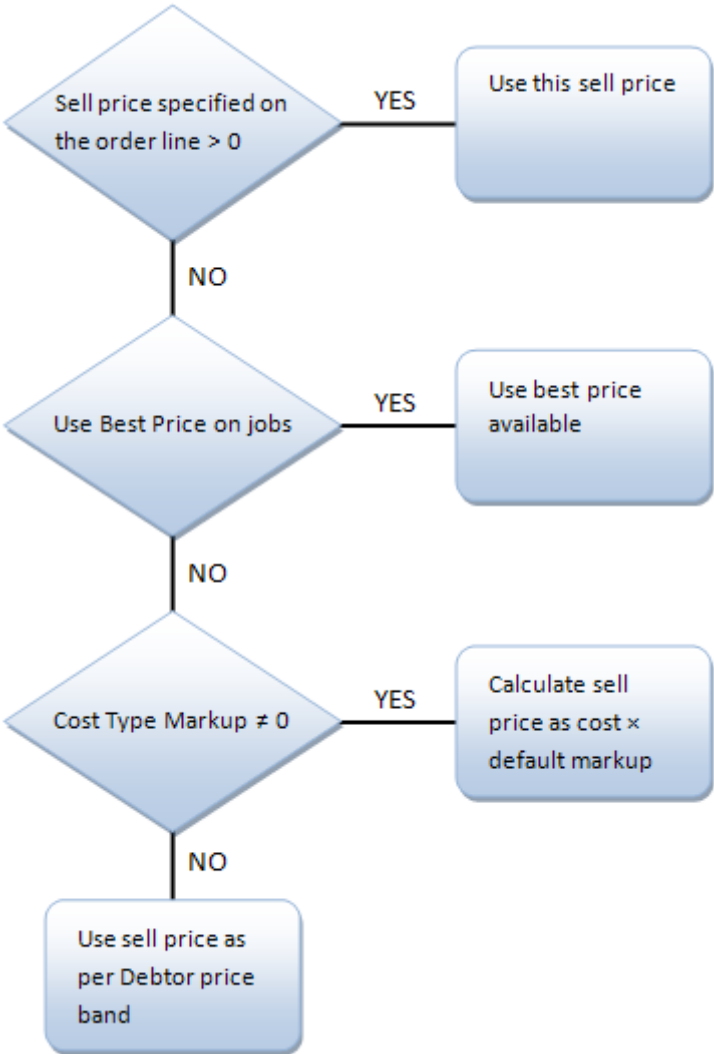 Sell price specified on
the order line > 0
YES
Use this sell price
NO
Use Best Price on jobs
YES
Use best price
available
NO
Cost Type Markup ≠ 0
YES
Calculate sell
price as cost ×
default markup
NO
Use sell price as
per Debtor price
band